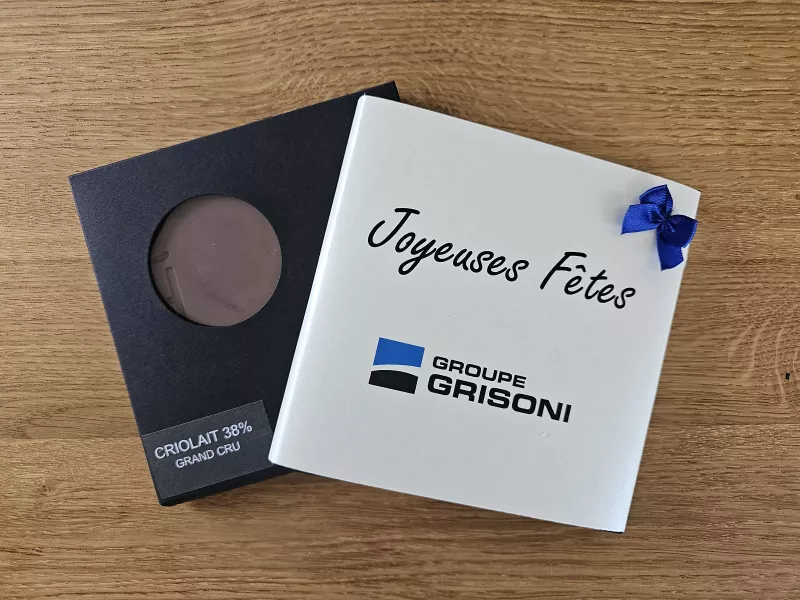 Joyeuses Fêtes
GROUPE
GRISONI
CRIOLAIT 38%
GRAND CRU